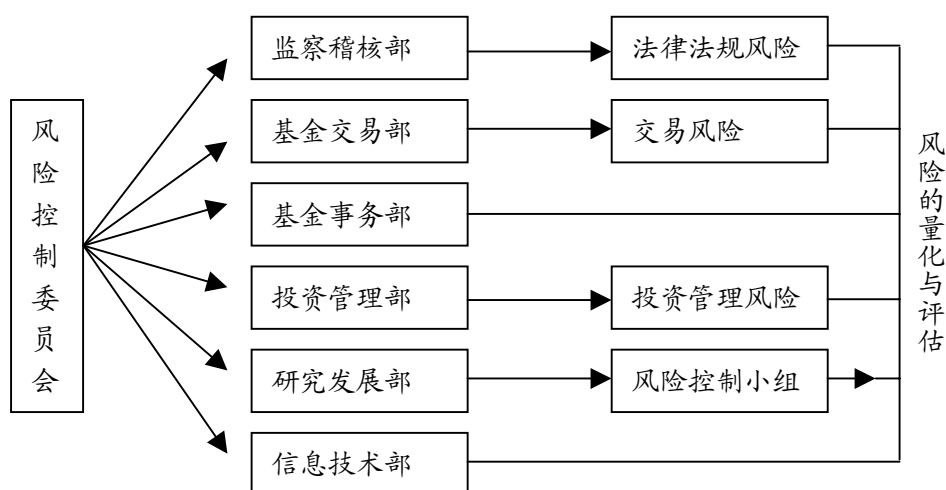 风险控制委员会
监察稽核部
法律法规风险
基金交易部
交易风险
基金事务部
投资管理部
投资管理风险
研究发展部
风险控制小组
信息技术部
风险的量化与评估